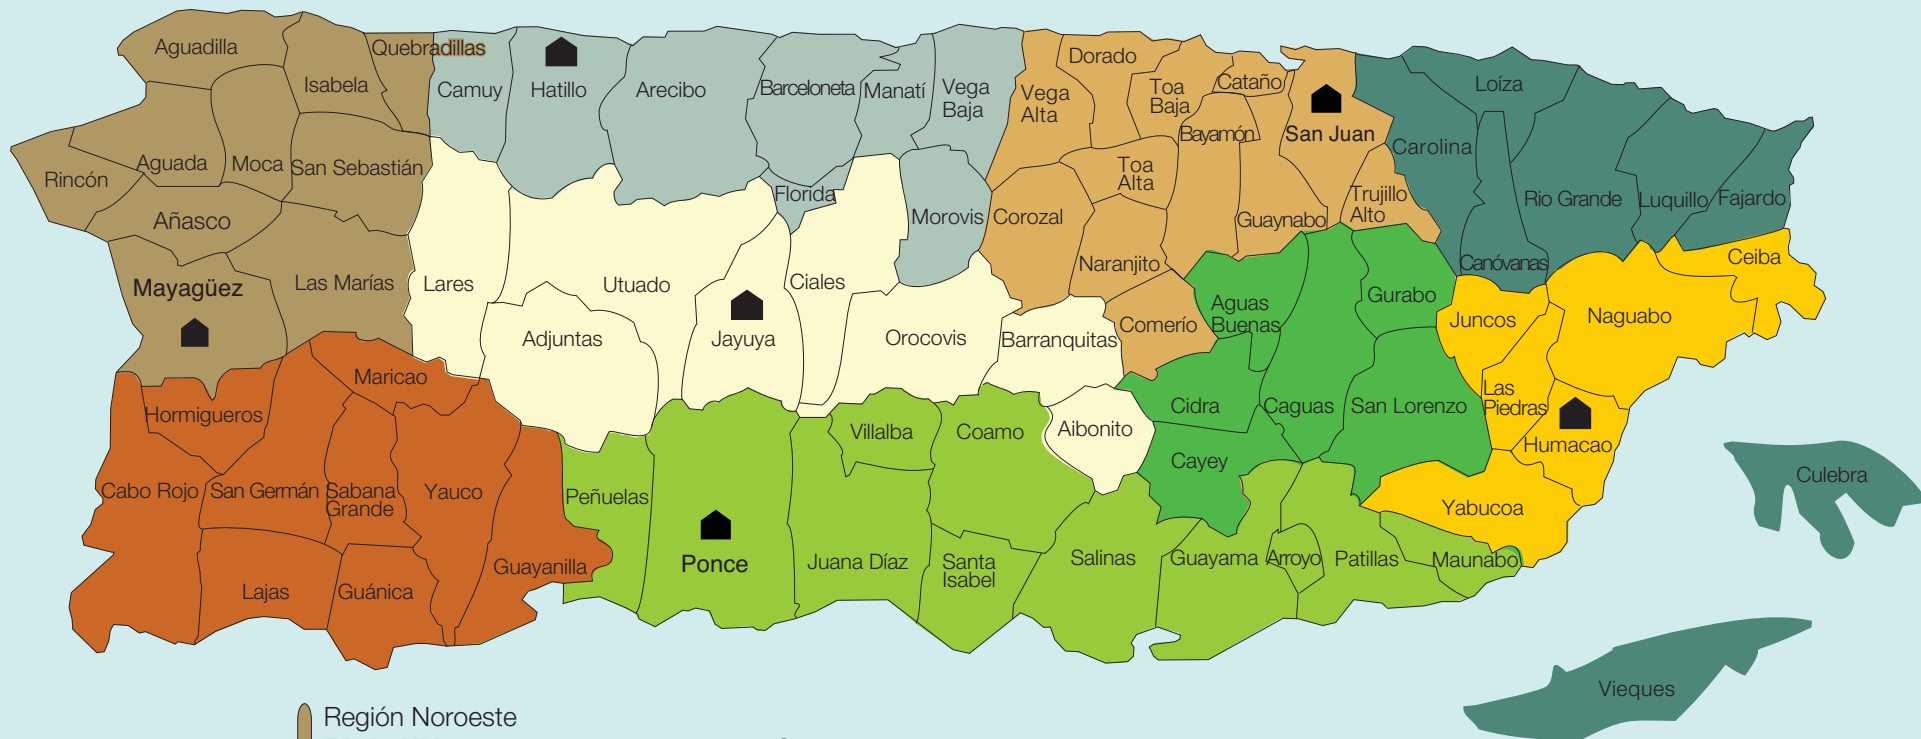 Aguadilla
Quebradillas
Isabela
Camuy
Hatillo
Arecibo
Barceloneta
Manatí
Vega
Baja
Vega
Alta
Dorado
Toa
Baja
Cataño
Bayamón
San Juan
Loíza
Carolina
Rincón
Aguada
Moca
San Sebastián
Añasco
Florida
Morovis
Corozal
Toa
Alta
Guaynabo
Trujillo
Alto
Rio Grande
Luquillo
Fajardo
Mayagüez
Las Marías
Lares
Utuado
Ciales
Naranjito
Canóvanas
Ceiba
Adjuntas
Jayuya
Orocovis
Barranquitas
Comerío
Aguas
Buenas
Gurabo
Juncos
Naguabo
Maricao
Hormigueros
Villalba
Coamo
Aibonito
Cidra
Caguas
San Lorenzo
Las
Piedras
Humacao
Cayey
Cabo Rojo
San Germán
Sabana
Grande
Yauco
Peñuelas
Yabucoa
Culebra
Guayanilla
Ponce
Juana Díaz
Santa
Isabel
Salinas
Guayama
Arroyo
Patillas
Maunabo
Lajas
Guánica
Vieques
Región Noroeste